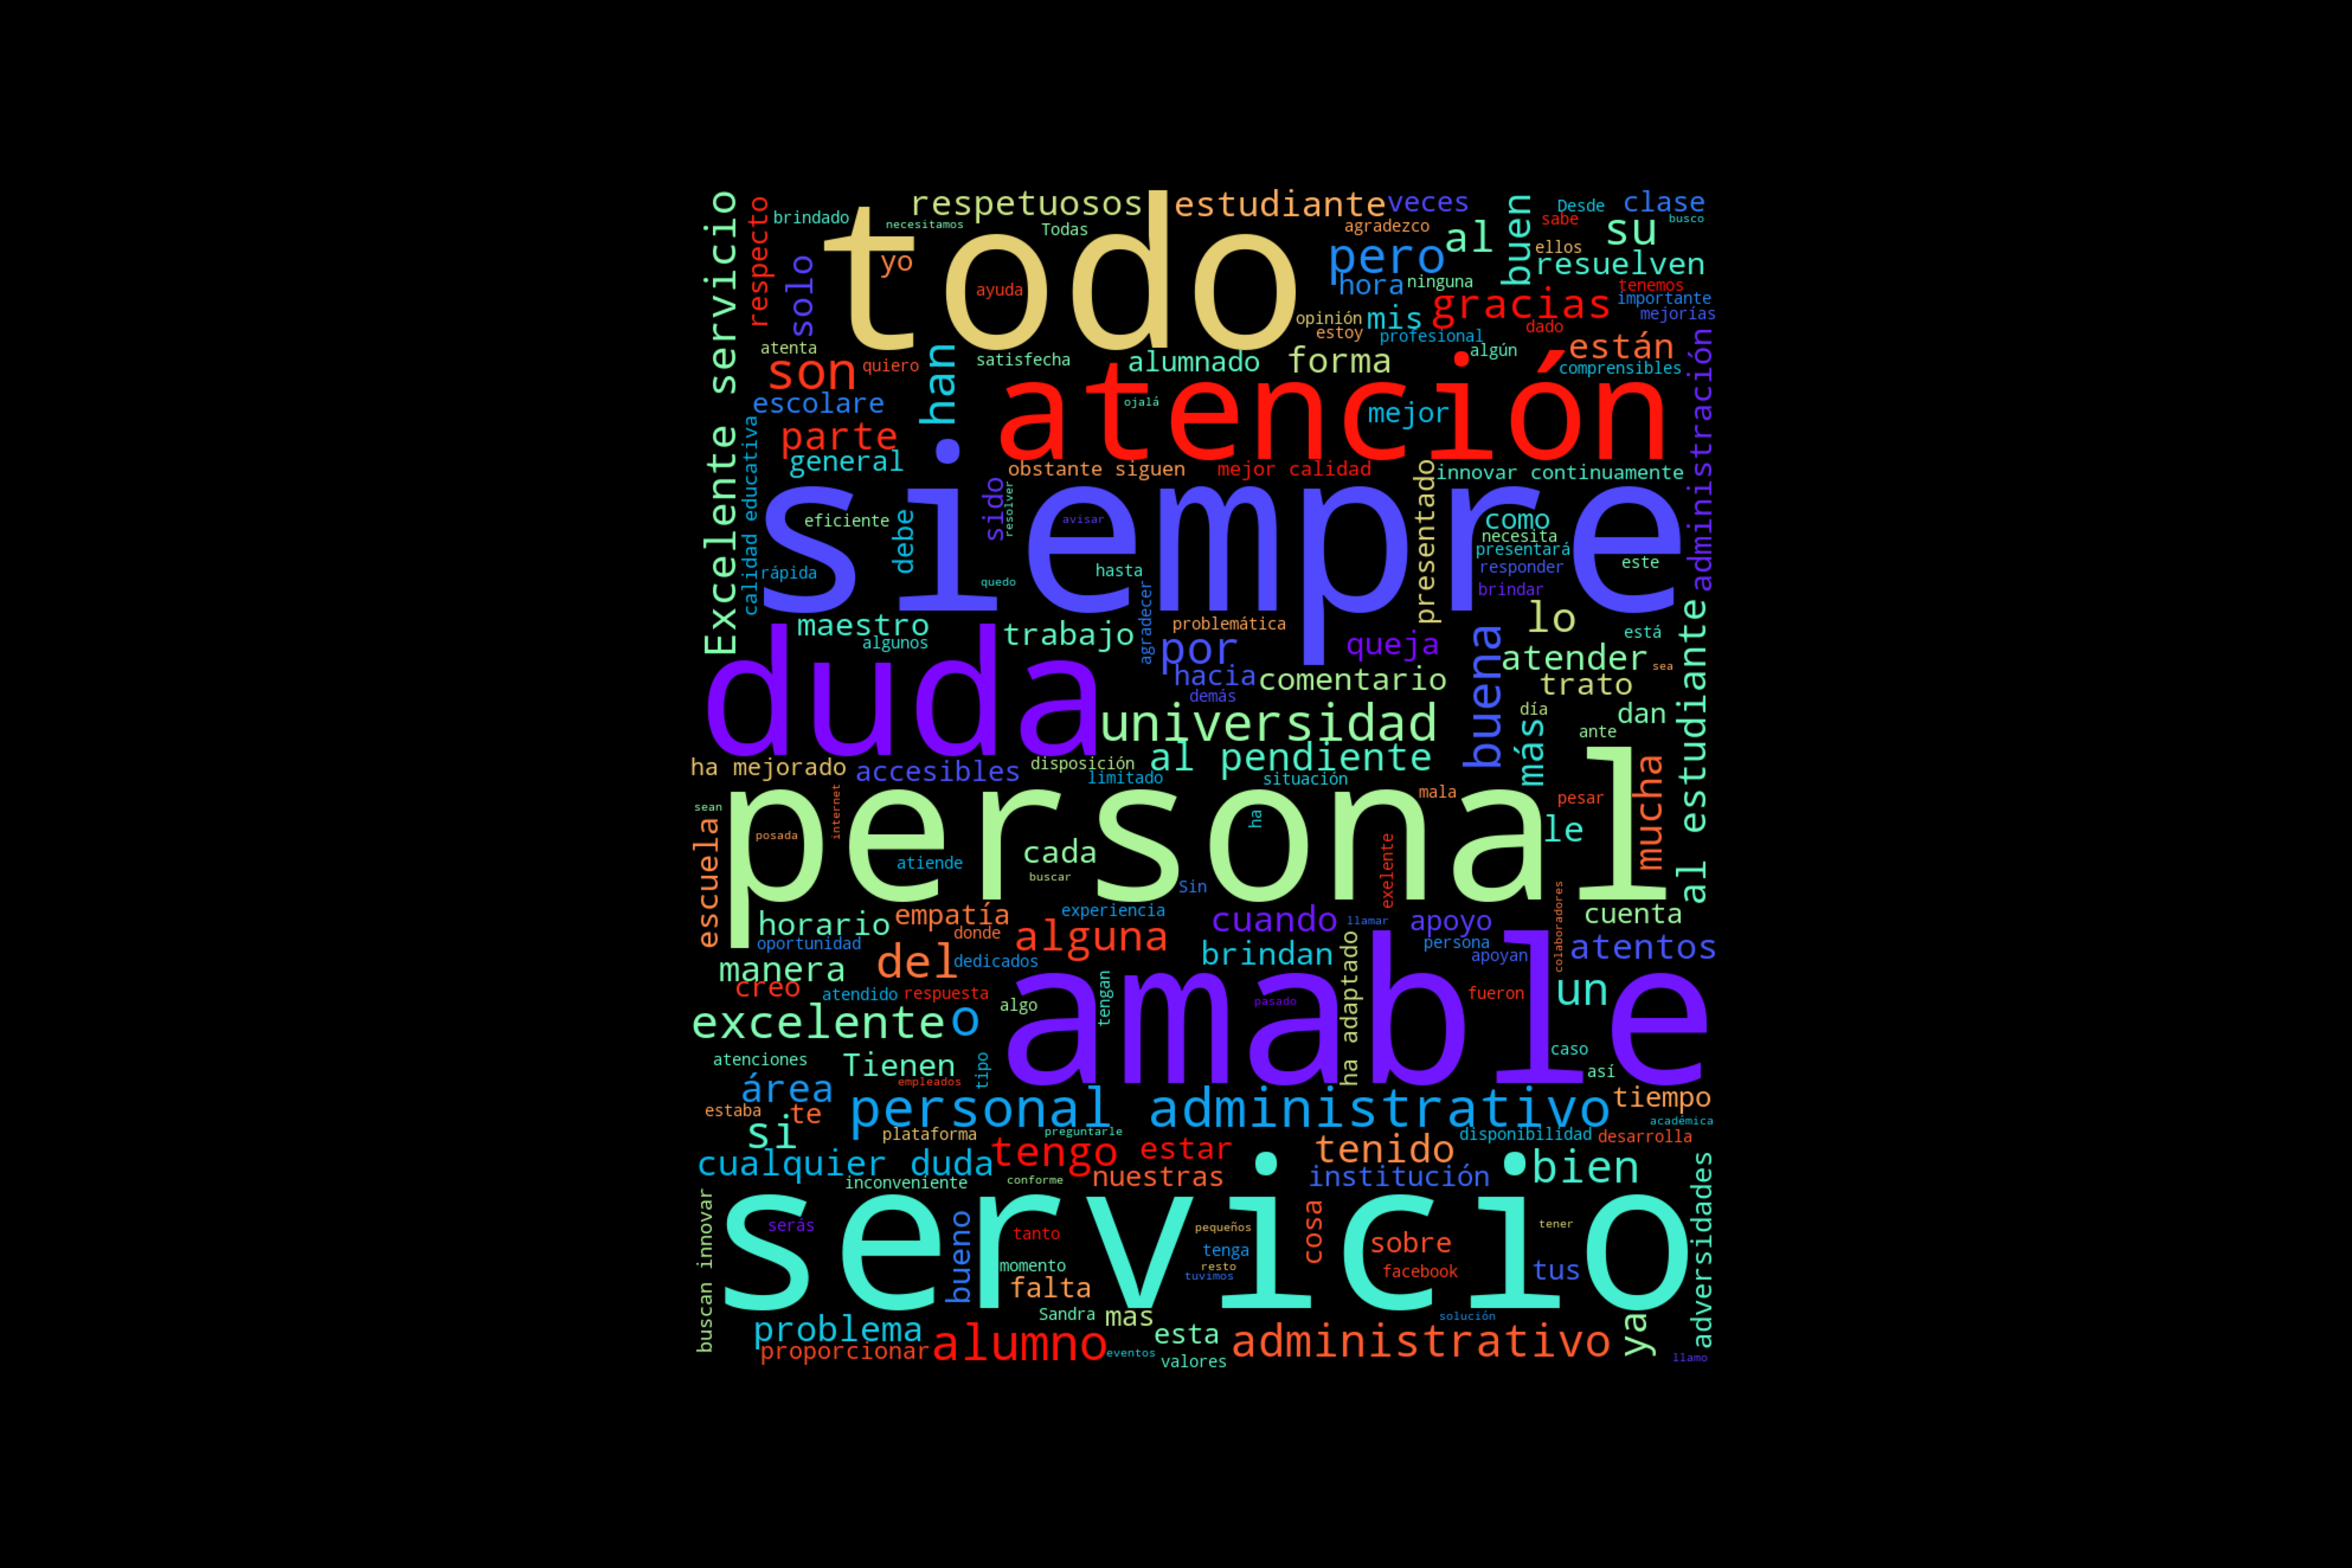 Excelente servicio
respecto
brindado
solo
respetuosos
necesitamos
Todas
todo
yo
ayuda
estudiante
veces
agradezco
pero
al
buen
Desde
sabe
clase
busco
su
ellos
resuelven
hora
ninguna
tenemos
importante
mejorías
gracias
opinión
mis
estoy
profesional
dado
atenta
son
quiero
han
satisfecha
alumnado
forma
algún
están
comprensibles
administración
escolare
atención
ojalá
mejor
parte
general
calidad educativa
obstante siguen
mejor calidad
presentado
innovar continuamente
siempre
sido
resolver
eficiente
debe
avisar
como
necesita
presentará
responder
este
brindar
rápida
quedo
hasta
agradecer
maestro
algunos
trabajo
problemática
por
queja
buena
lo
está
al estudiante
duda
hacia
comentario
atender
sea
trato
demás
universidad
día
dan
más
ante
al pendiente
ha mejorado
accesibles
disposición
limitado
situación
mucha
sean
internet
personal
mala
pesar
escuela
posada
ha
le
cada
exelente
atiende
buscar
Sin
horario
empatía
experiencia
cuando
llamar
apoyo
colaboradores
cuenta
oportunidad
donde
alguna
persona
atentos
del
dedicados
brindan
ha adaptado
apoyan
manera
creo
atendido
respuesta
algo
tengan
amable
pasado
fueron
un
excelente
o
atenciones
Tienen
tipo
caso
así
empleados
área
personal administrativo
tiempo
estaba
te
académica
si
plataforma
preguntarle
tengo
estar
tenido
disponibilidad
desarrolla
cualquier duda
nuestras
institución
bien
adversidades
inconveniente
conforme
buscan innovar
servicio
serás
bueno
tanto
pequeños
cosa
tener
tenga
sobre
momento
resto
tuvimos
facebook
tus
falta
Sandra
mas
solución
ya
problema
esta
administrativo
proporcionar
alumno
eventos
valores
llamo